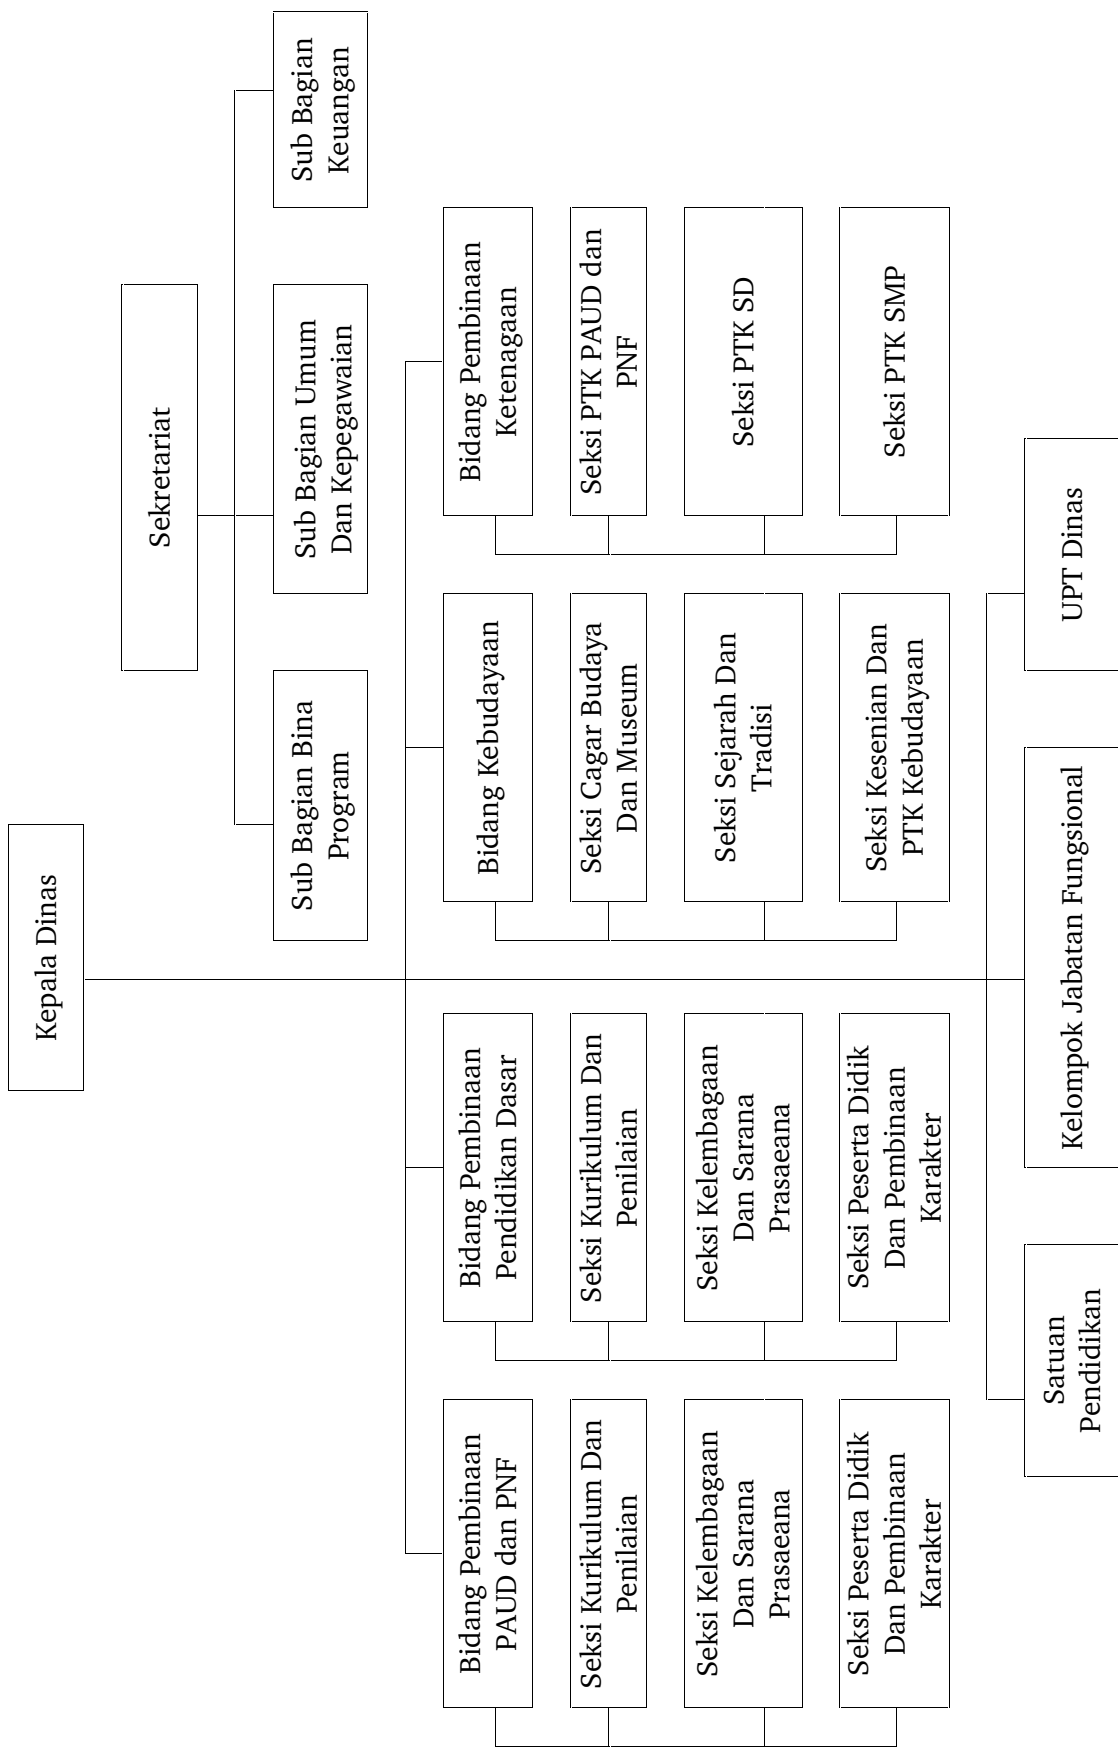 Kepala Dinas
Sekretariat
Sub Bagian Bina
Program
Sub Bagian Umum
Dan Kepegawaian
Sub Bagian
Keuangan
Bidang Pembinaan
PAUD dan PNF
Seksi Kurikulum Dan
Penilaian
Seksi Kelembagaan
Dan Sarana
Prasaeana
Seksi Peserta Didik
Dan Pembinaan
Karakter
Bidang Pembinaan
Pendidikan Dasar
Seksi Kurikulum Dan
Penilaian
Seksi Kelembagaan
Dan Sarana
Prasaeana
Seksi Peserta Didik
Dan Pembinaan
Karakter
Bidang Kebudayaan
Seksi Cagar Budaya
Dan Museum
Seksi Sejarah Dan
Tradisi
Seksi Kesenian Dan
PTK Kebudayaan
Bidang Pembinaan
Ketenagaan
Seksi PTK PAUD dan
PNF
Seksi PTK SD
Seksi PTK SMP
Satuan
Pendidikan
Kelompok Jabatan Fungsional
UPT Dinas